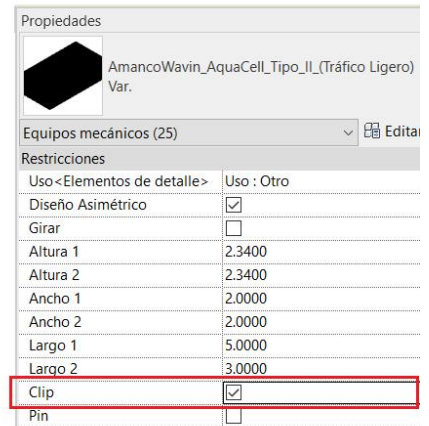 Propiedades
AmancoWavin_AquaCell_Tipo_II_(Tráfico Ligero)
Var.
Equipos mecánicos (25)
Editar
Restricciones
Uso<Elementos de detalle> Uso : Otro
Diseño Asimétrico
Girar
Altura 1 2.3400
Altura 2 2.3400
Ancho 1 2.0000
Ancho 2 2.0000
Largo 1 5.0000
Largo 2 3.0000
Clip
Pin